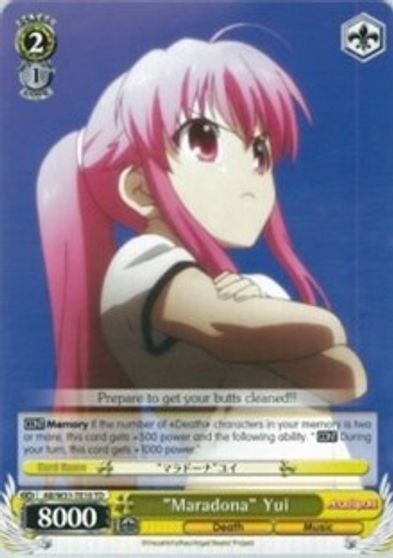 2
1
Prepare to get your butts cleaned!!
CONT Memory If the number of «Death» characters in your memory is two
or more, this card gets +500 power and the following ability. "CONT During
your turn, this card gets +1000 power."
Card Name
"マラドーナ"ユイ
8000
"Maradona" Yui
Death
Music